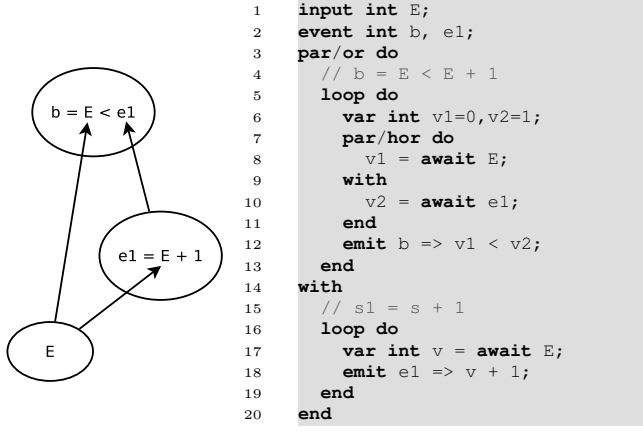 b = E < e1
e1 = E + 1
E
1 input int E;
2 event int b, e1;
3 par/or do
4 // b = E < E + 1
5 loop do
6 var int v1=0,v2=1;
7 par/hor do
8 v1 = await E;
9 with
10 v2 = await e1;
11 end
12 emit b => v1 < v2;
13 end
14 with
15 // s1 = s + 1
16 loop do
17 var int v = await E;
18 emit e1 => v + 1;
19 end
20 end